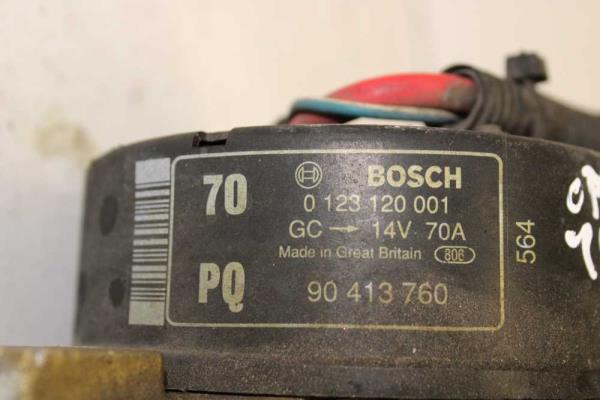 70 BOSCH
0 123 120 001
GC → 14V 70A
Made in Great Britain 806
PQ 90 413 760
564